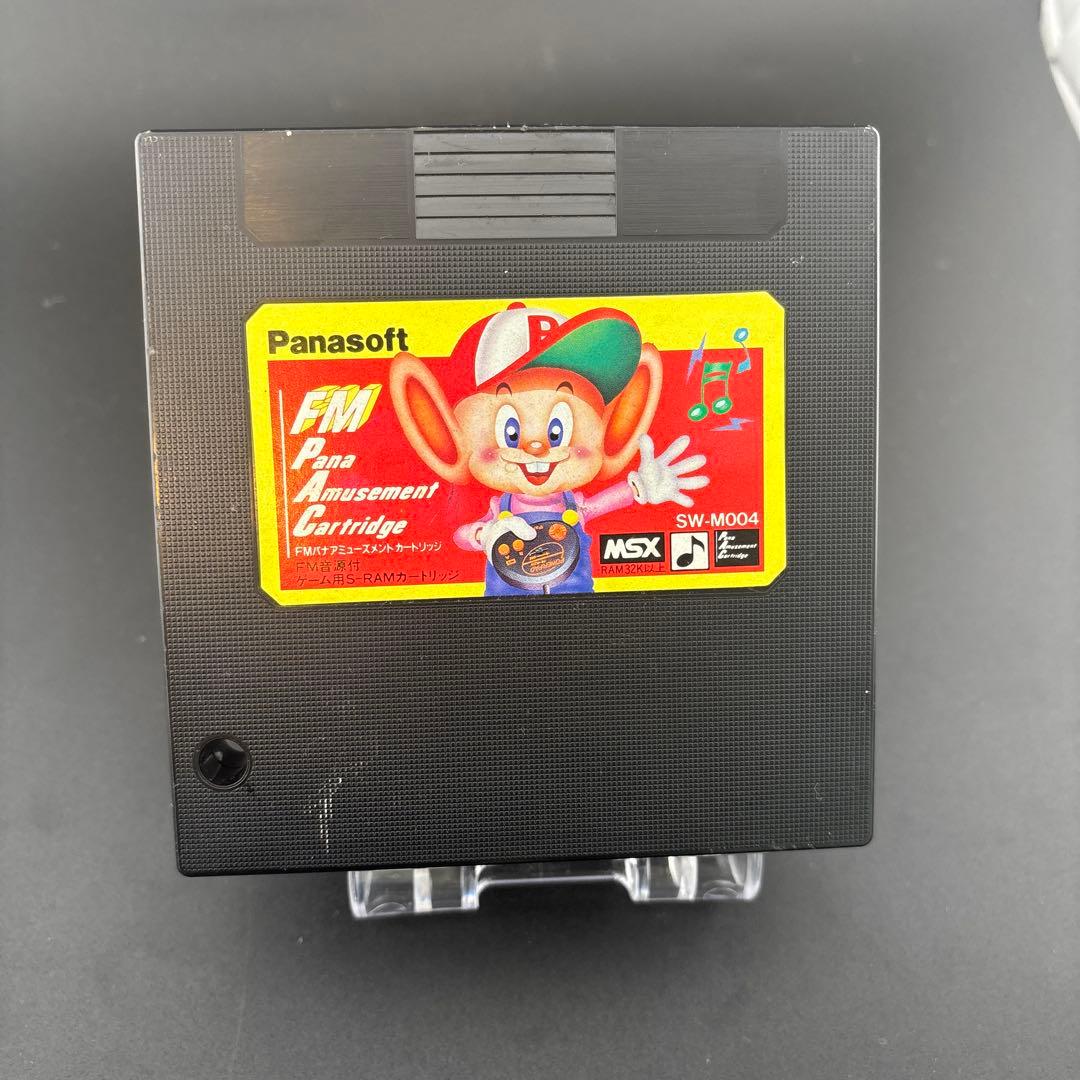 Panasoft
B
FM
Pana
Amusement
Cartridge
FMパナアミューズメントカートリッジ
FM音源付
ゲーム用S-RAMカートリッジ
SW-M004
MSX
RAM32K以上
Pana
Amusement
Cartridge